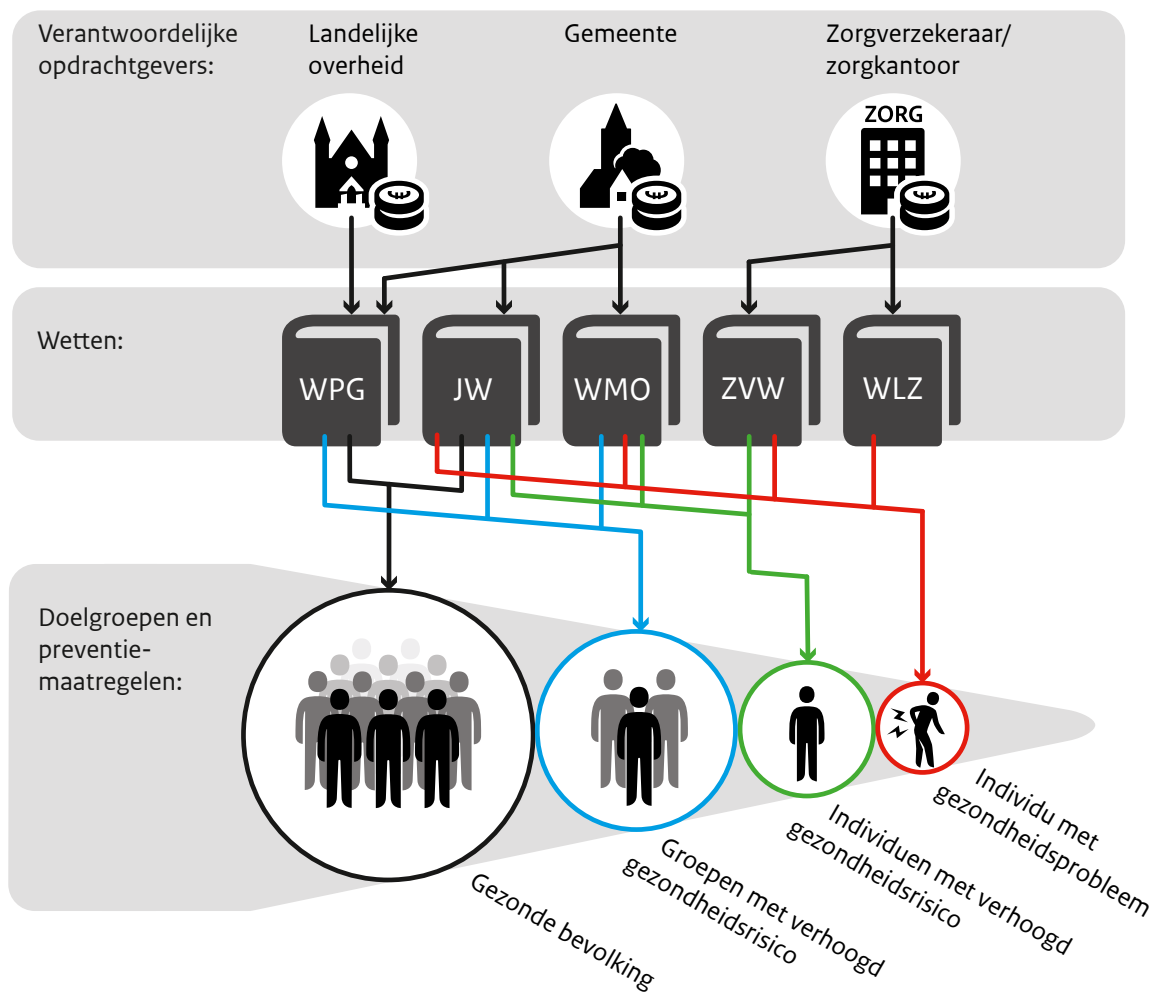 Verantwoordelijke
opdrachtgevers:
Landelijke
overheid
Gemeente
Zorgverzekeraar/
zorgkantoor
ZORG
Wetten:
WPG
JW
WMO
ZVW
WLZ
Doelgroepen en
preventie-
maatregelen:
Gezonde bevolking
Groepen met verhoogd
gezondheidsrisico
Individuen met verhoogd
gezondheidsrisico
Individu met
gezondheidsprobleem